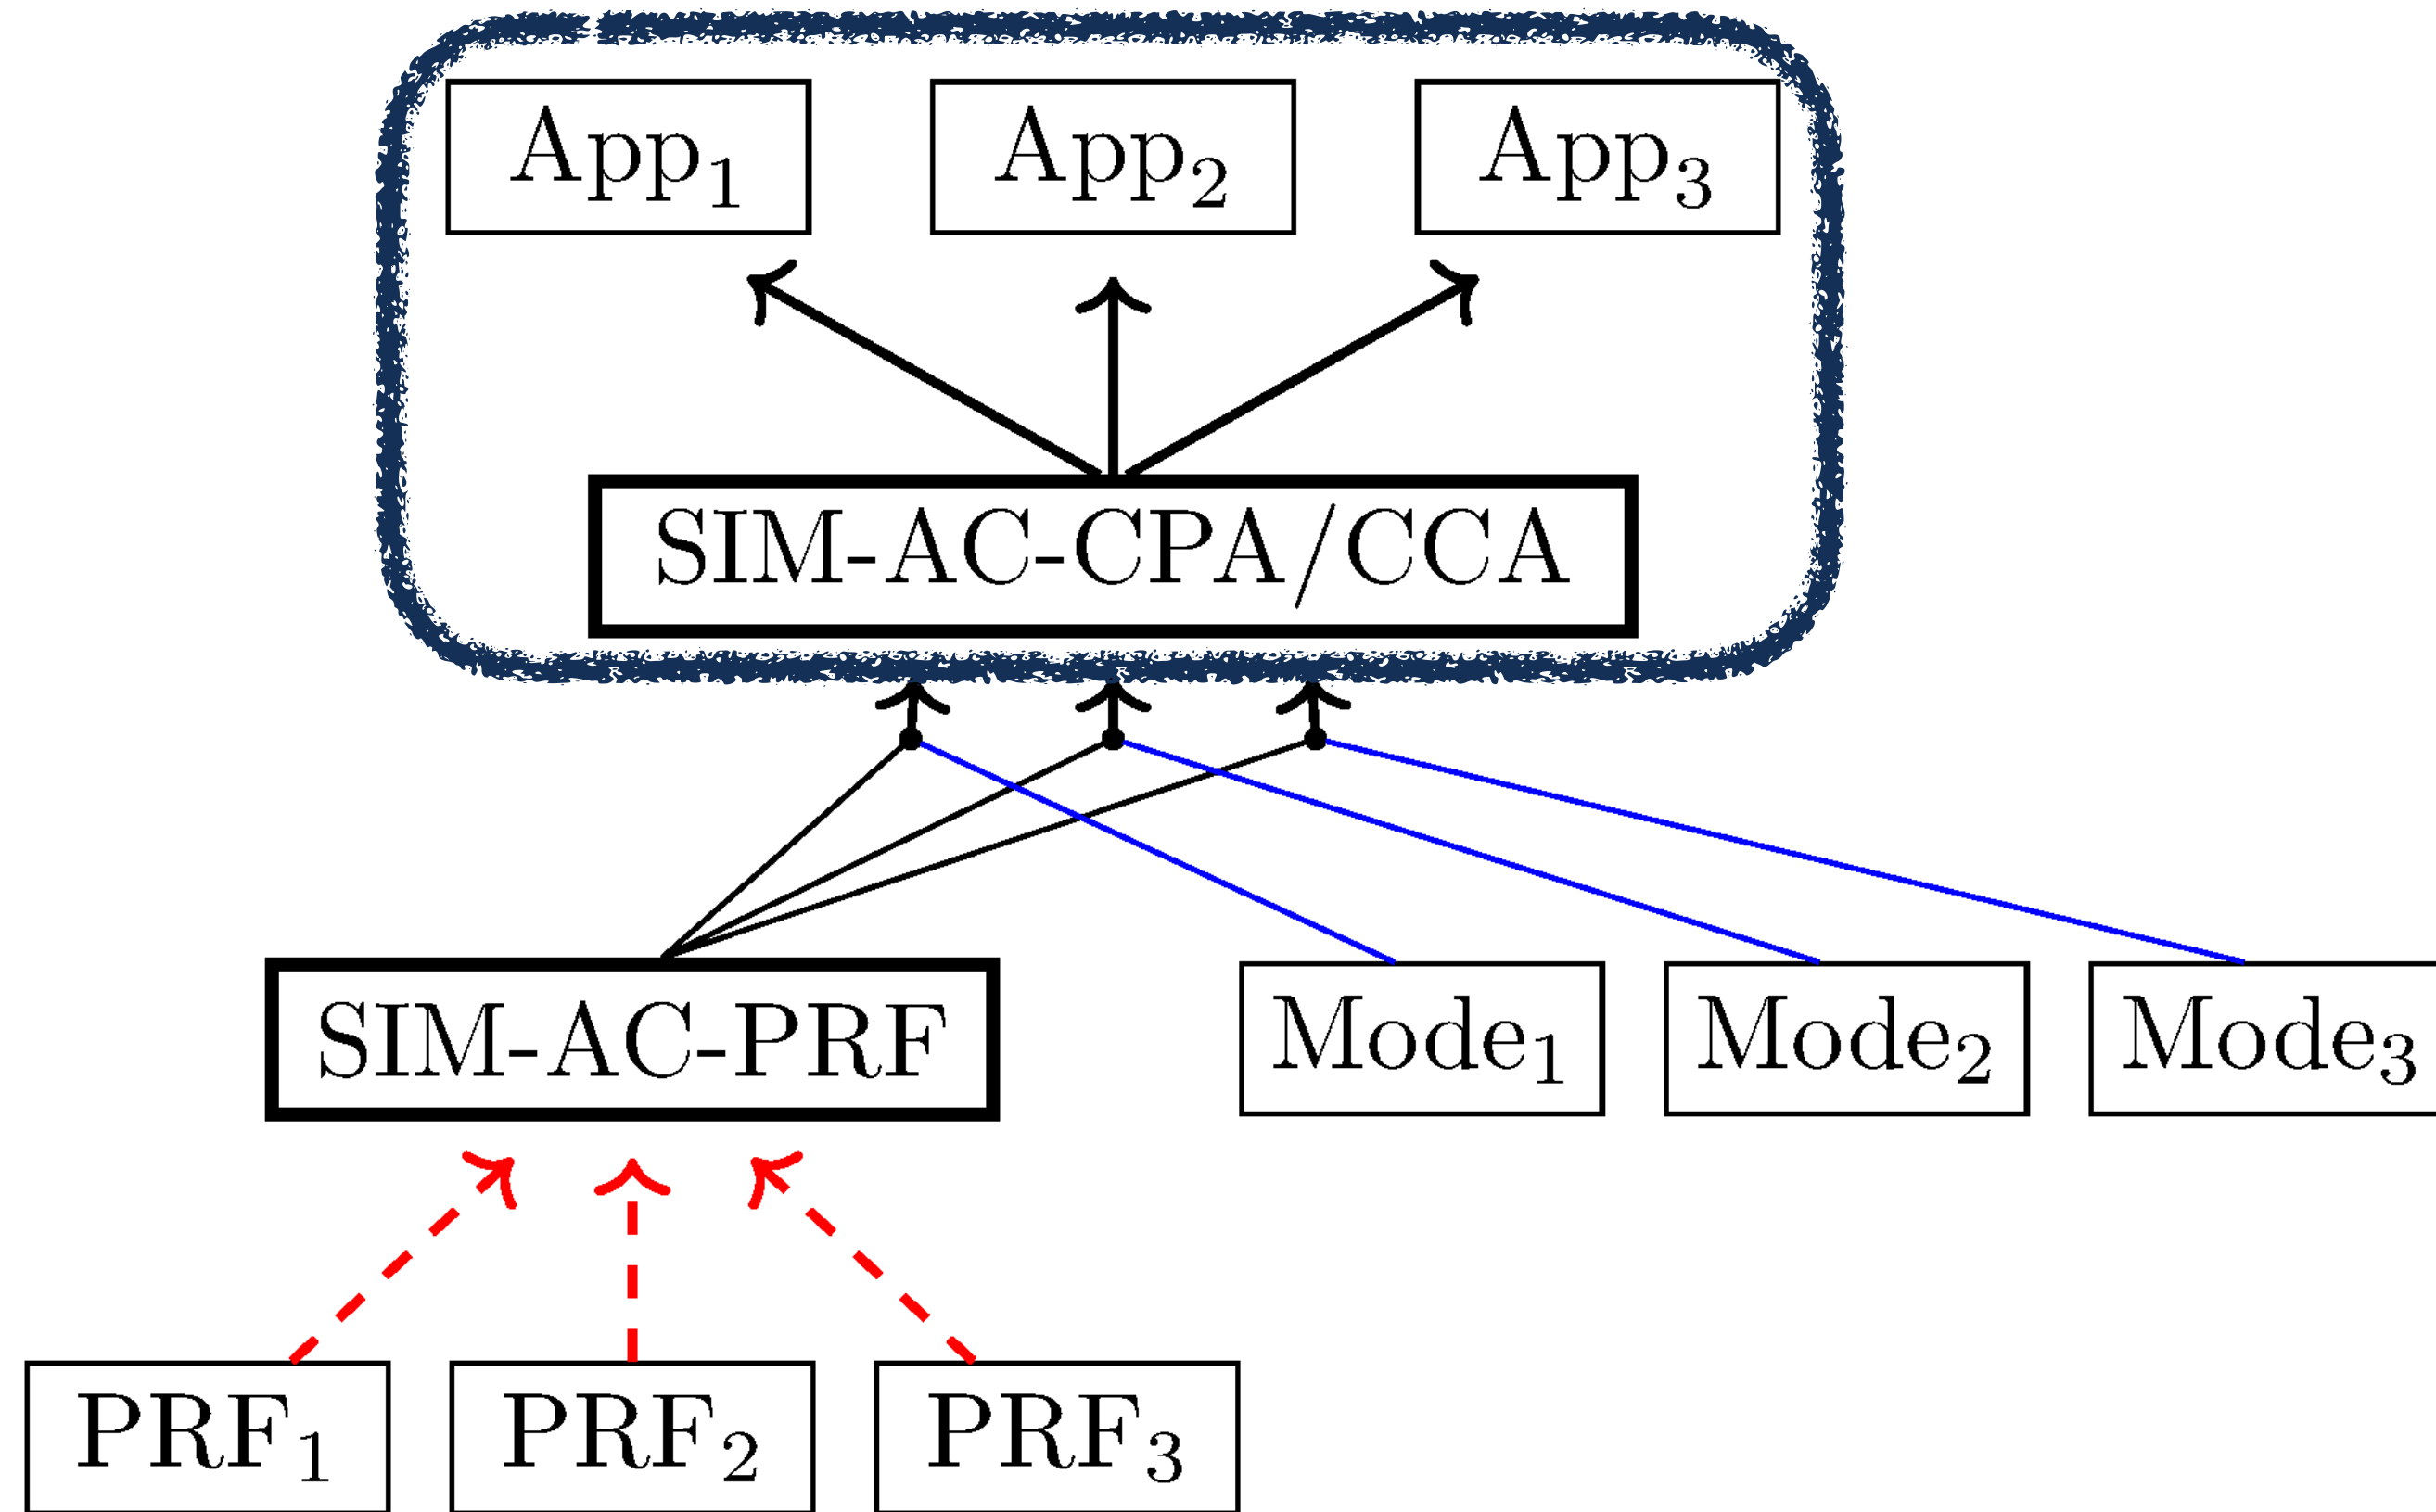 App₁ App₂ App₃
SIM-AC-CPA/CCA
SIM-AC-PRF Mode₁ Mode₂ Mode₃
PRF₁ PRF₂ PRF₃